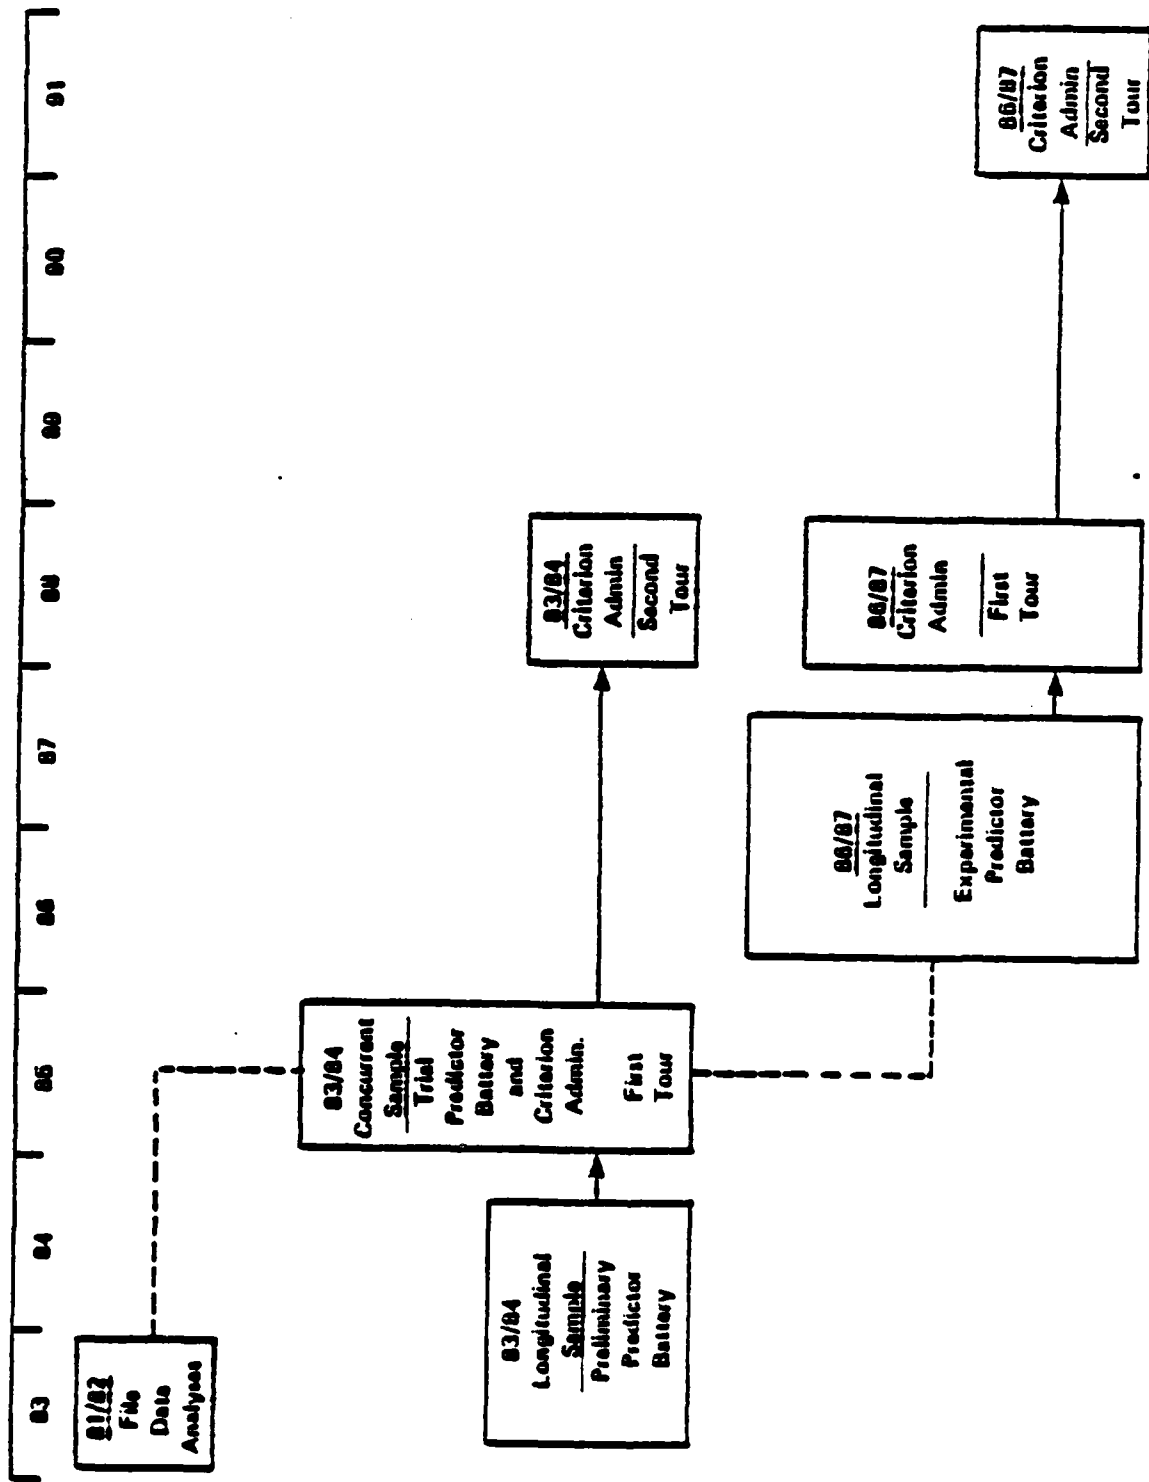 83
84
85
86
87
88
89
90
91
81/82
File
Data
Analyses
83/84
Longitudinal
Sample
Preliminary
Predictor
Battery
83/84
Concurrent
Sample
Trial
Predictor
Battery
and
Criterion
Admin.
First
Tour
83/84
Criterion
Admin
Second
Tour
86/87
Longitudinal
Sample
Experimental
Predictor
Battery
86/87
Criterion
Admin
First
Tour
86/87
Criterion
Admin
Second
Tour